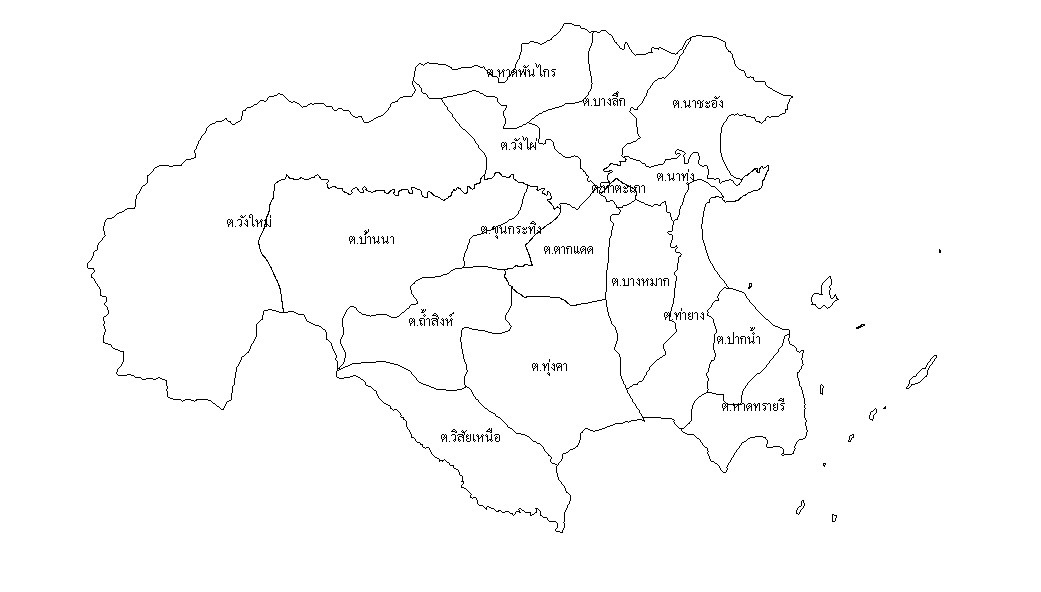 ต.หาดพันไกร
ต.บางลึก
ต.นาชะอัง
ต.วังไผ่
ต.นาทุ่ง
ต.ท่าตะเภา
ต.วังใหม่
ต.บ้านนา
ต.ขุนกระทิง
ต.ตากแดด
ต.บางหมาก
ต.ท่ายาง
ต.ถ้ำสิงห์
ต.ปากน้ำ
ต.ทุ่งคา
ต.หาดทรายรี
ต.วิสัยเหนือ